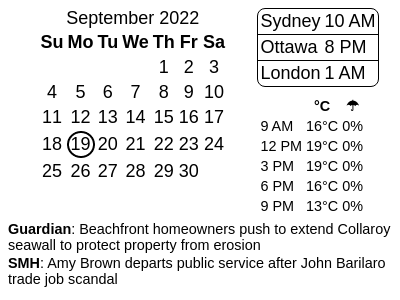 September 2022
Su Mo Tu We Th Fr Sa
1 2 3
4 5 6 7 8 9 10
11 12 13 14 15 16 17
18 19 20 21 22 23 24
25 26 27 28 29 30
Sydney 10 AM
Ottawa 8 PM
London 1 AM
°C ☂
9 AM 16°C 0%
12 PM 19°C 0%
3 PM 19°C 0%
6 PM 16°C 0%
9 PM 13°C 0%
Guardian: Beachfront homeowners push to extend Collaroy
seawall to protect property from erosion
SMH: Amy Brown departs public service after John Barilaro
trade job scandal